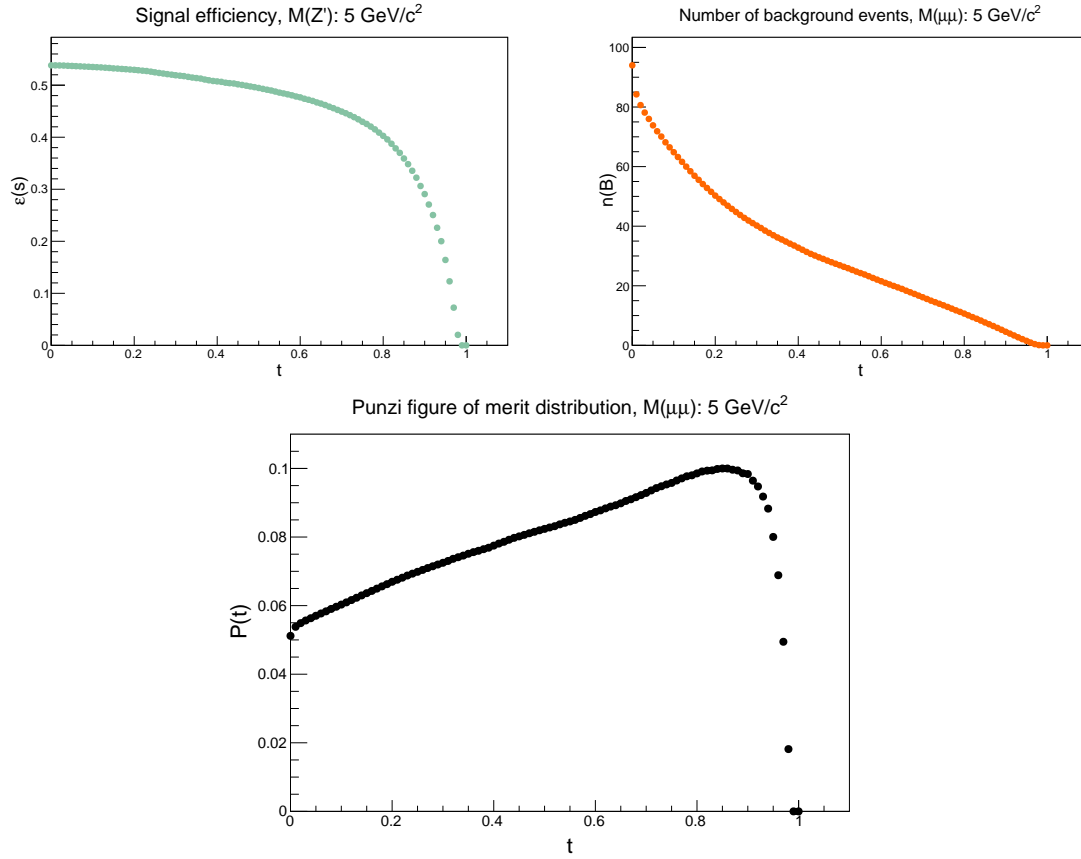 Signal efficiency, M(Z'): 5 GeV/c²
ε(s)
0.5
0.4
0.3
0.2
0.1
0
0 0.2 0.4 0.6 0.8 1
t
Number of background events, M(μμ): 5 GeV/c²
n(B)
100
80
60
40
20
0
0 0.2 0.4 0.6 0.8 1
t
Punzi figure of merit distribution, M(μμ): 5 GeV/c²
P(t)
0.1
0.08
0.06
0.04
0.02
0
0 0.2 0.4 0.6 0.8 1
t